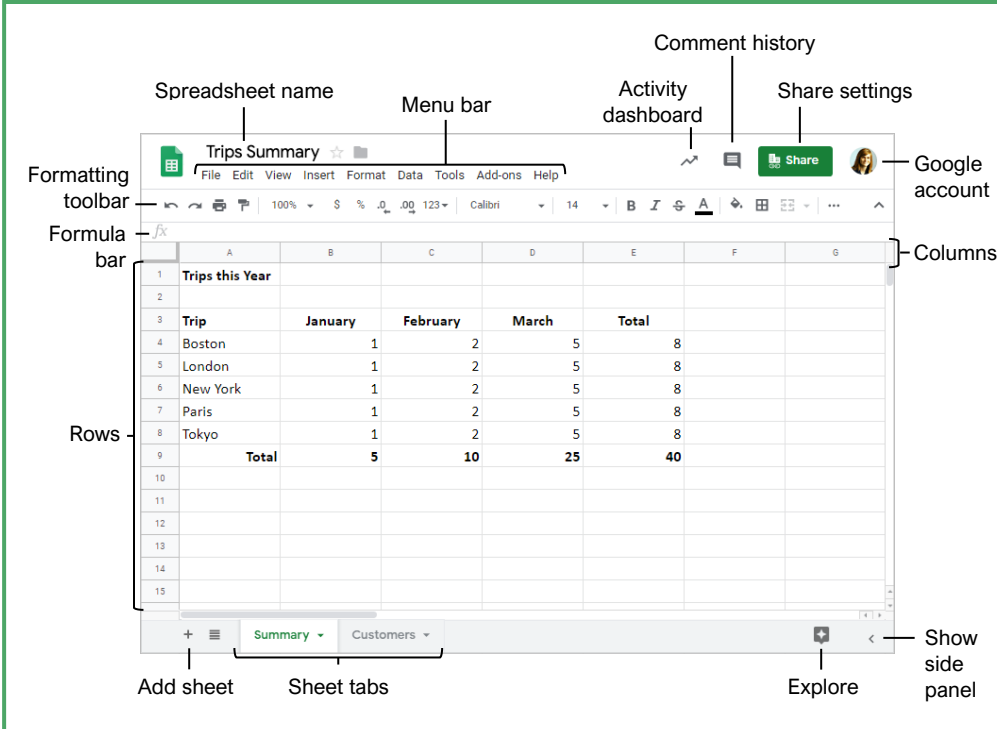 Comment history
Spreadsheet name
Menu bar
Activity
dashboard
Share settings
Trips Summary
File Edit View Insert Format Data Tools Add-ons Help
Share
Google
account
Formatting
toolbar
100% $ % .0 .00 123 Calibri 14 B I S A ...
Formula
bar
fx
Columns
A B C D E F G
1 Trips this Year
2
3 Trip January February March Total
4 Boston 1 2 5 8
5 London 1 2 5 8
6 New York 1 2 5 8
7 Paris 1 2 5 8
Rows
8 Tokyo 1 2 5 8
9 Total 5 10 25 40
10
11
12
13
14
15
+ Summary Customers
Show
side
panel
Add sheet
Sheet tabs
Explore